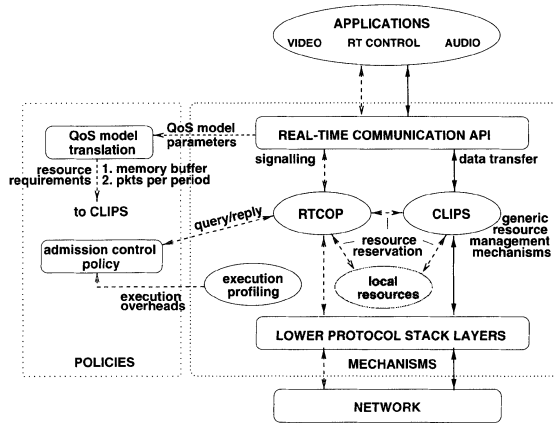 APPLICATIONS
VIDEO RT CONTROL AUDIO
QoS model
translation
QoS model
parameters
REAL-TIME COMMUNICATION API
resource
requirements
1. memory buffer
2. pkts per period
to CLIPS
signalling
data transfer
query/reply
RTCOP
CLIPS
generic
resource
management
mechanisms
resource
reservation
admission control
policy
execution
profiling
local
resources
execution
overheads
LOWER PROTOCOL STACK LAYERS
POLICIES
MECHANISMS
NETWORK